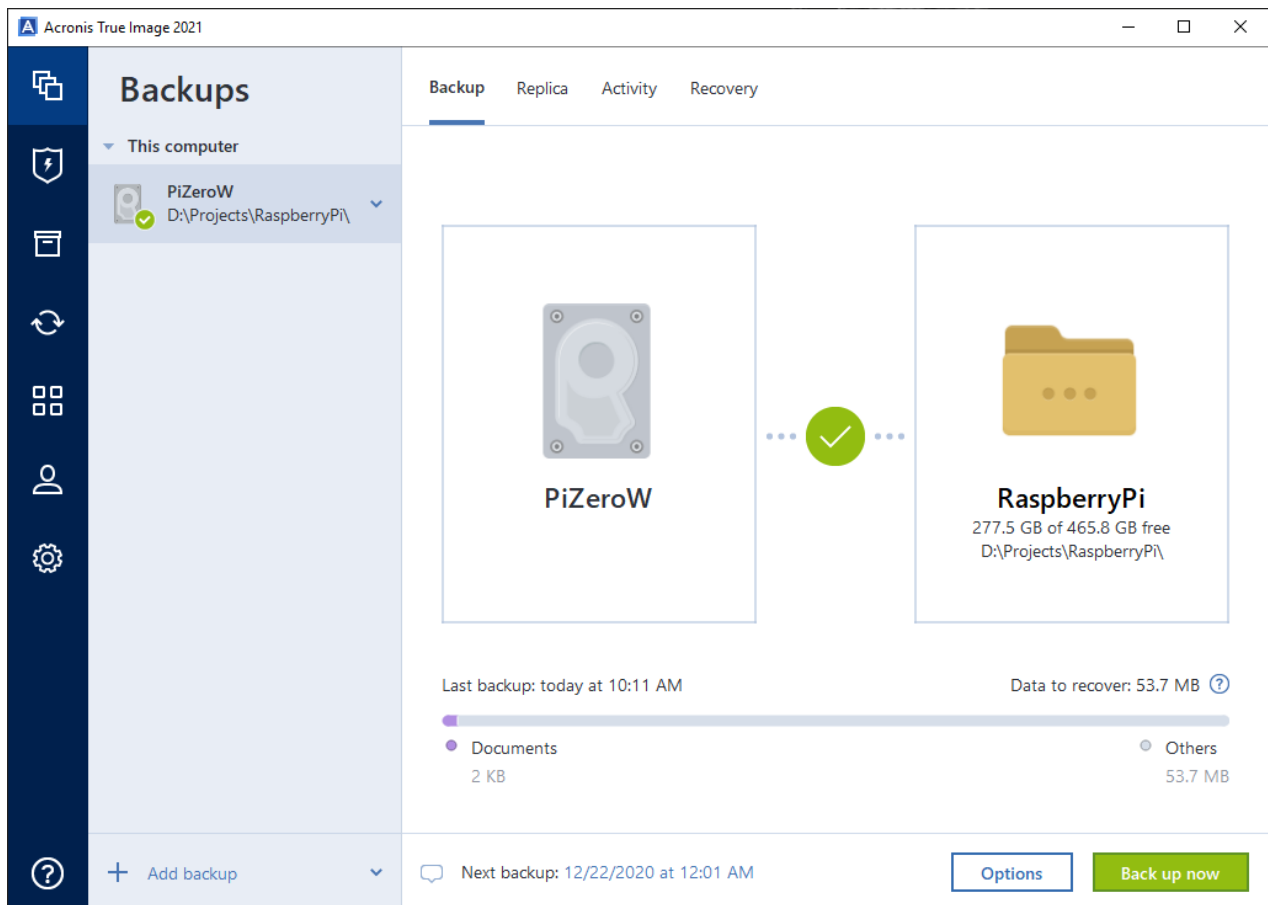 Acronis True Image 2021
Backups
This computer
PiZeroW
D:\Projects\RaspberryPi\
Add backup
Backup
Replica
Activity
Recovery
PiZeroW
RaspberryPi
277.5 GB of 465.8 GB free
D:\Projects\RaspberryPi\
Last backup: today at 10:11 AM
Data to recover: 53.7 MB
Documents
2 KB
Others
53.7 MB
Next backup: 12/22/2020 at 12:01 AM
Options
Back up now